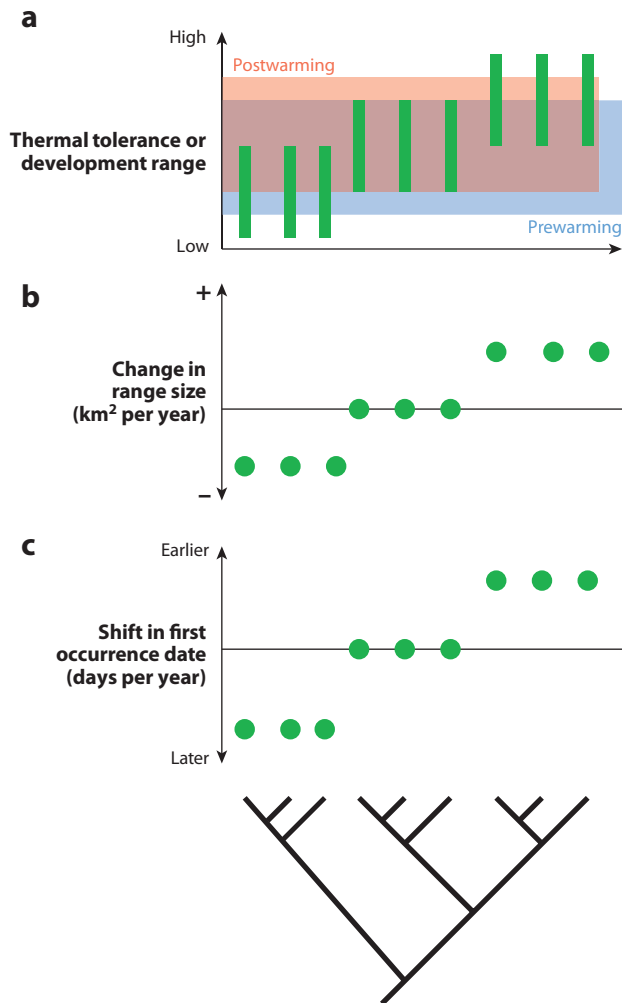 a
High
Postwarming
Thermal tolerance or
development range
Prewarming
Low
b
+
Change in
range size
(km² per year)
–
c
Earlier
Shift in first
occurrence date
(days per year)
Later